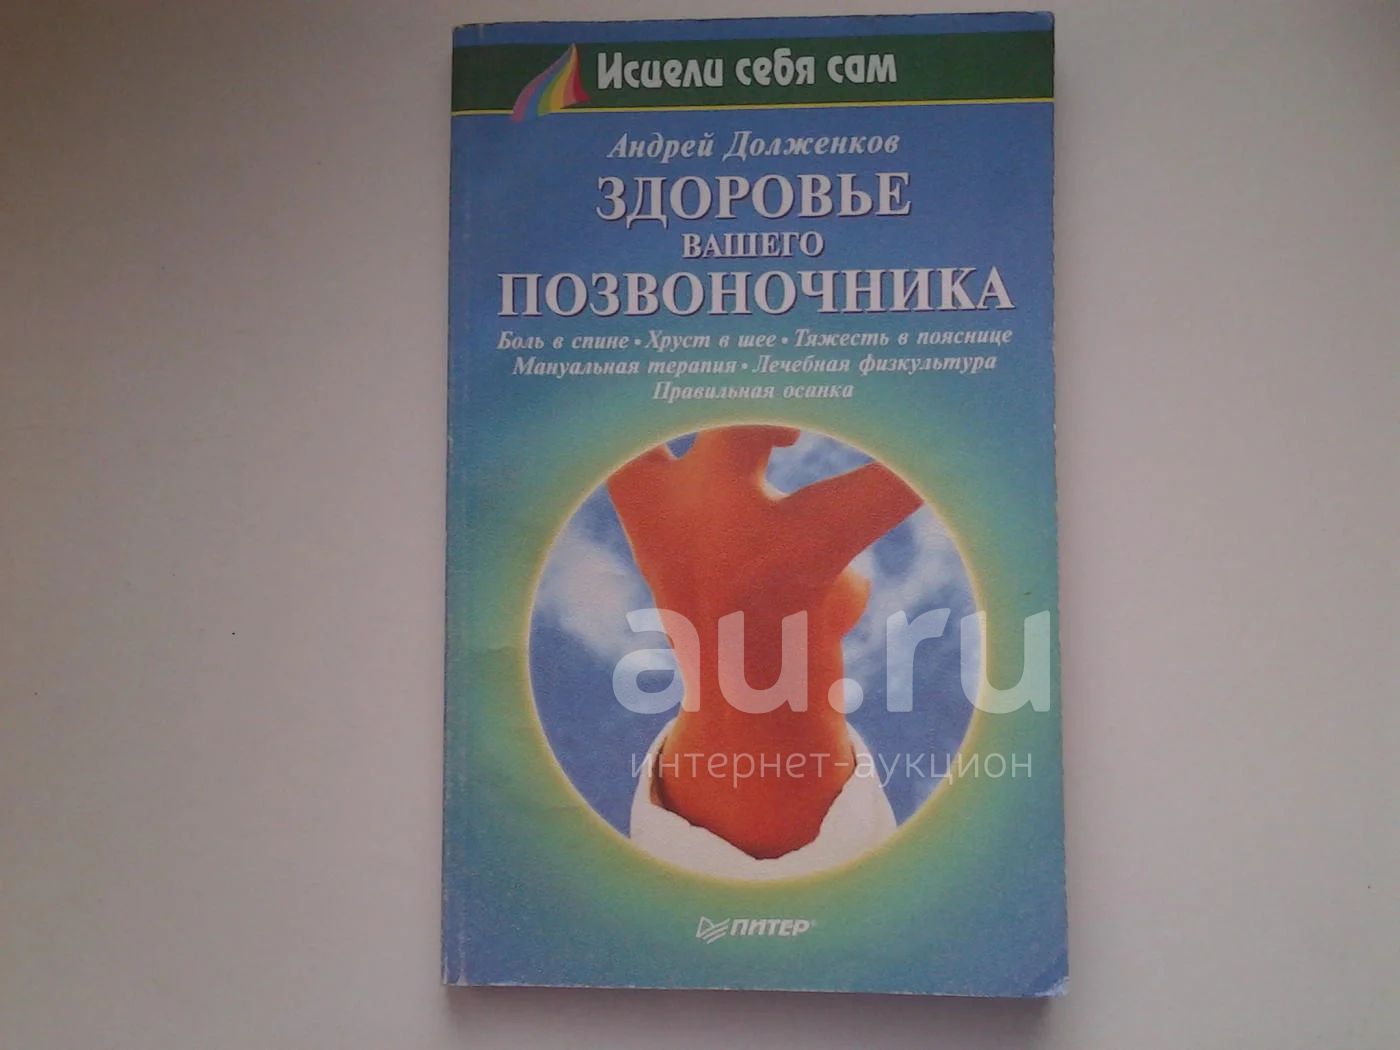 Исцели себя сам
Андрей Долженков
ЗДОРОВЬЕ
ВАШЕГО
ПОЗВОНОЧНИКА
Боль в спине • Хруст в шее • Тяжесть в пояснице
Мануальная терапия • Лечебная физкультура
Правильная осанка
au.ru
интернет-аукцион
ПИТЕР®